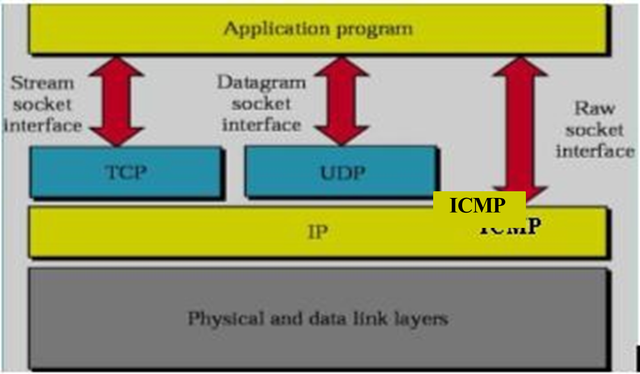 Application program
Stream
socket
interface
Datagram
socket
interface
Raw
socket
interface
TCP
UDP
ICMP
IP
ICMP
Physical and data link layers